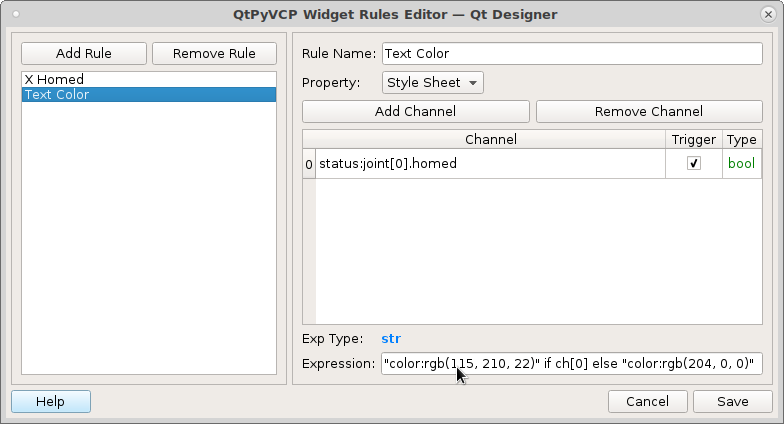 QtPyVCP Widget Rules Editor — Qt Designer
Add Rule Remove Rule
X Homed
Text Color
Rule Name: Text Color
Property: Style Sheet
Add Channel Remove Channel
Channel Trigger Type
0 status:joint[0].homed bool
Exp Type: str
Expression: "color:rgb(115, 210, 22)" if ch[0] else "color:rgb(204, 0, 0)"
Help Cancel Save